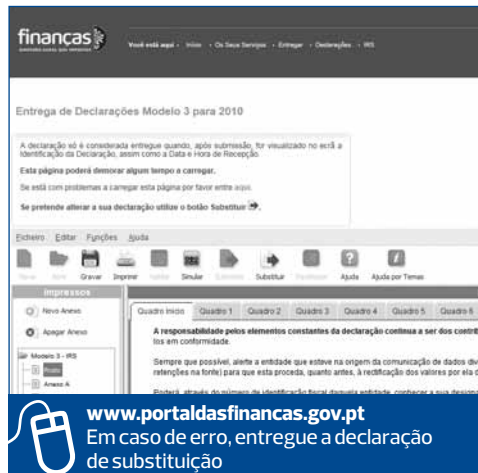 finanças
Você está aqui • Início • Os Seus Serviços • Entregar • Declarações • IRS
Entrega de Declarações Modelo 3 para 2010
A declaração só é considerada entregue quando, após submissão, for visualizado no ecrã a
Identificação da Declaração, assim como a Data e Hora de Recepção.
Esta página poderá demorar algum tempo a carregar.
Se está com problemas a carregar esta página por favor entre aqui.
Se pretende alterar a sua declaração utilize o botão Substituir.
Ficheiro Editar Funções Ajuda
Gravar Imprimir Simular Substituir Ajuda Ajuda por Temas
Impressos
Novo Anexo
Apagar Anexo
Modelo 3 - IRS
Rosto
Anexo A
Quadro Início Quadro 1 Quadro 2 Quadro 3 Quadro 4 Quadro 5 Quadro 6
A responsabilidade pelos elementos constantes da declaração continua a ser dos contrib
los em conformidade.
Sempre que possível, alerte a entidade que esteve na origem da comunicação de dados div
retenções na fonte) para que esta proceda, quanto antes, à rectificação dos valores por ela d
Poderá, através do número de identificação fiscal daquela entidade, conhecer a sua design
www.portaldasfinancas.gov.pt
Em caso de erro, entregue a declaração
de substituição